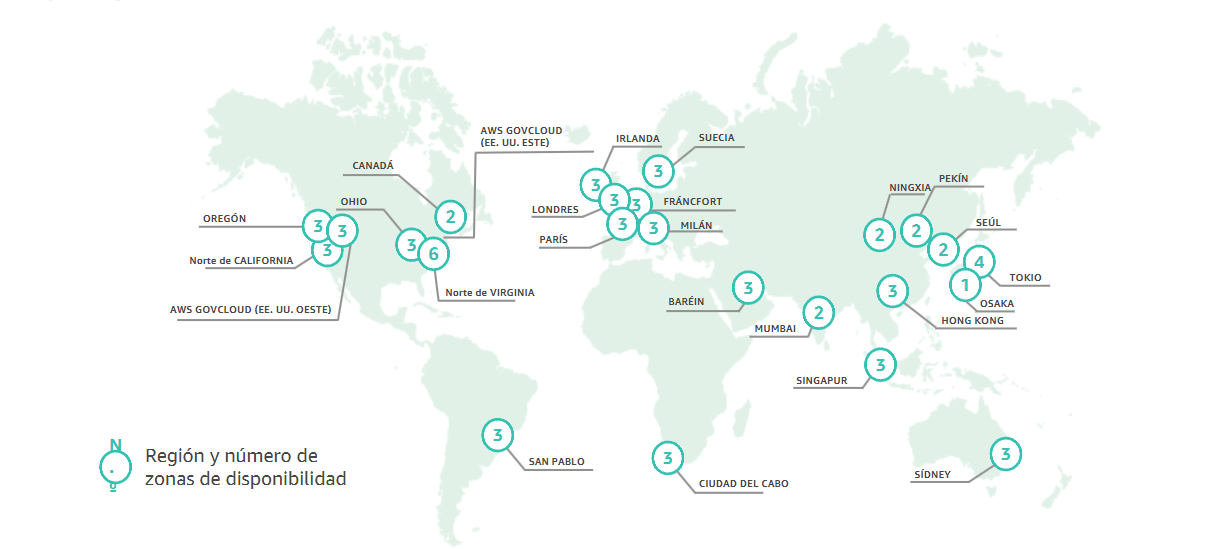 AWS GOVCLOUD
(EE. UU. ESTE)
IRLANDA
SUECIA
CANADÁ
3
3
NINGXIA
PEKÍN
OHIO
LONDRES
3
3
FRÁNCFORT
OREGÓN
3
3
2
PARÍS
3
3
MILÁN
2
2
SEÚL
2
3
3
6
Norte de CALIFORNIA
4
TOKIO
Norte de VIRGINIA
BARÉIN
3
3
1
OSAKA
AWS GOVCLOUD (EE. UU. OESTE)
MUMBAI
2
HONG KONG
SINGAPUR
3
3
SAN PABLO
3
CIUDAD DEL CABO
3
SÍDNEY
N
.
o
Región y número de
zonas de disponibilidad